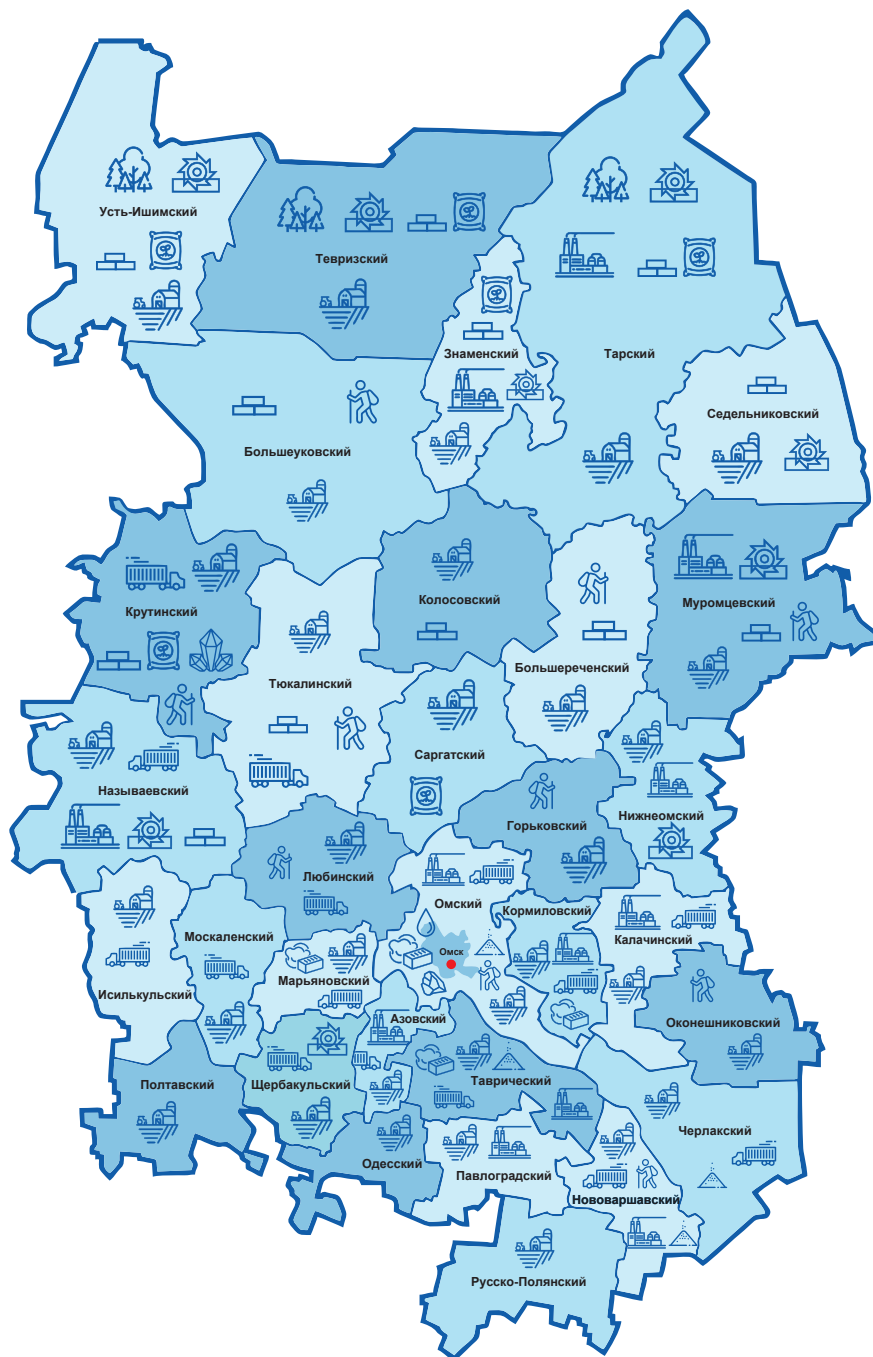 Усть-Ишимский
Тевризский
Знаменский
Тарский
Седельниковский
Большеуковский
Крутинский
Колосовский
Муромцевский
Тюкалинский
Большереченский
Саргатский
Называевский
Горьковский
Нижнеомский
Любинский
Омский
Кормиловский
Москаленский
Калачинский
Омск
Марьяновский
Исилькульский
Азовский
Оконешниковский
Полтавский
Щербакульский
Таврический
Черлакский
Одесский
Павлоградский
Нововаршавский
Русско-Полянский